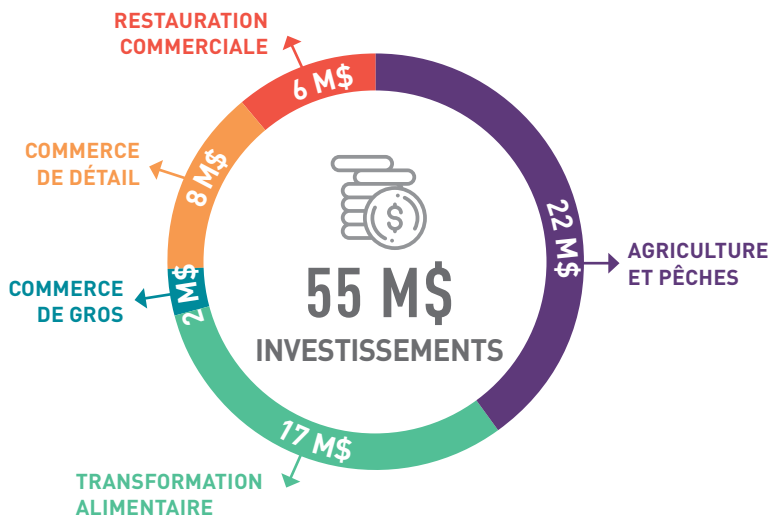 RESTAURATION
COMMERCIALE
6 M$
COMMERCE
DE DÉTAIL
8 M$
22 M$
AGRICULTURE
ET PÊCHES
$
55 M$
INVESTISSEMENTS
COMMERCE
DE GROS
2 M$
17 M$
TRANSFORMATION
ALIMENTAIRE